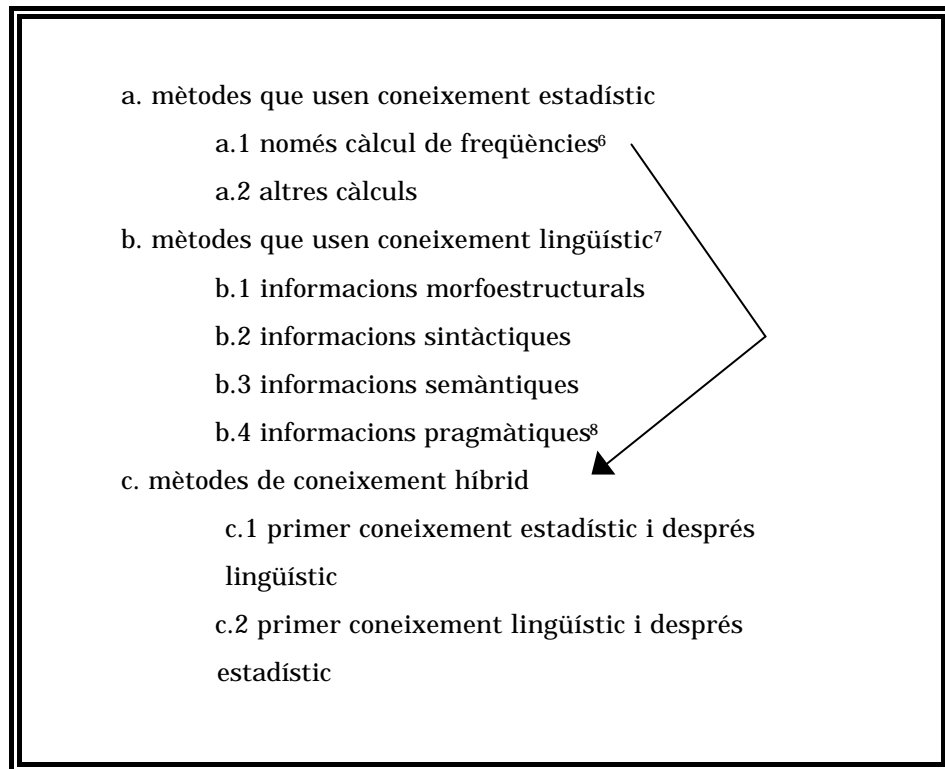 a. mètodes que usen coneixement estadístic
a.1 només càlcul de freqüències⁶
a.2 altres càlculs
b. mètodes que usen coneixement lingüístic⁷
b.1 informacions morfoestructurals
b.2 informacions sintàctiques
b.3 informacions semàntiques
b.4 informacions pragmàtiques⁸
c. mètodes de coneixement híbrid
c.1 primer coneixement estadístic i després
lingüístic
c.2 primer coneixement lingüístic i després
estadístic